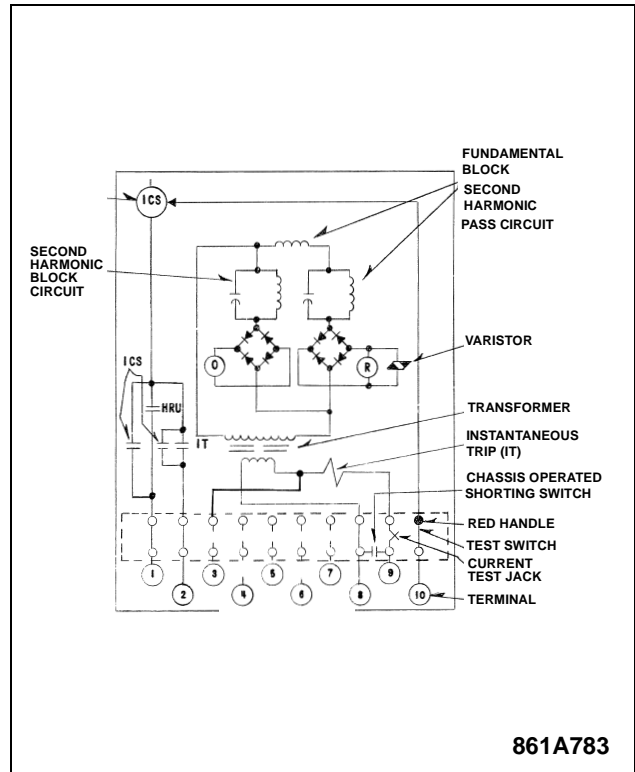 FUNDAMENTAL
BLOCK
SECOND
HARMONIC
PASS CIRCUIT
ICS
SECOND
HARMONIC
BLOCK
CIRCUIT
VARISTOR
O
R
ICS
HRU
IT
TRANSFORMER
INSTANTANEOUS
TRIP (IT)
CHASSIS OPERATED
SHORTING SWITCH
RED HANDLE
TEST SWITCH
CURRENT
TEST JACK
TERMINAL
1
2
3
4
5
6
7
8
9
10
861A783